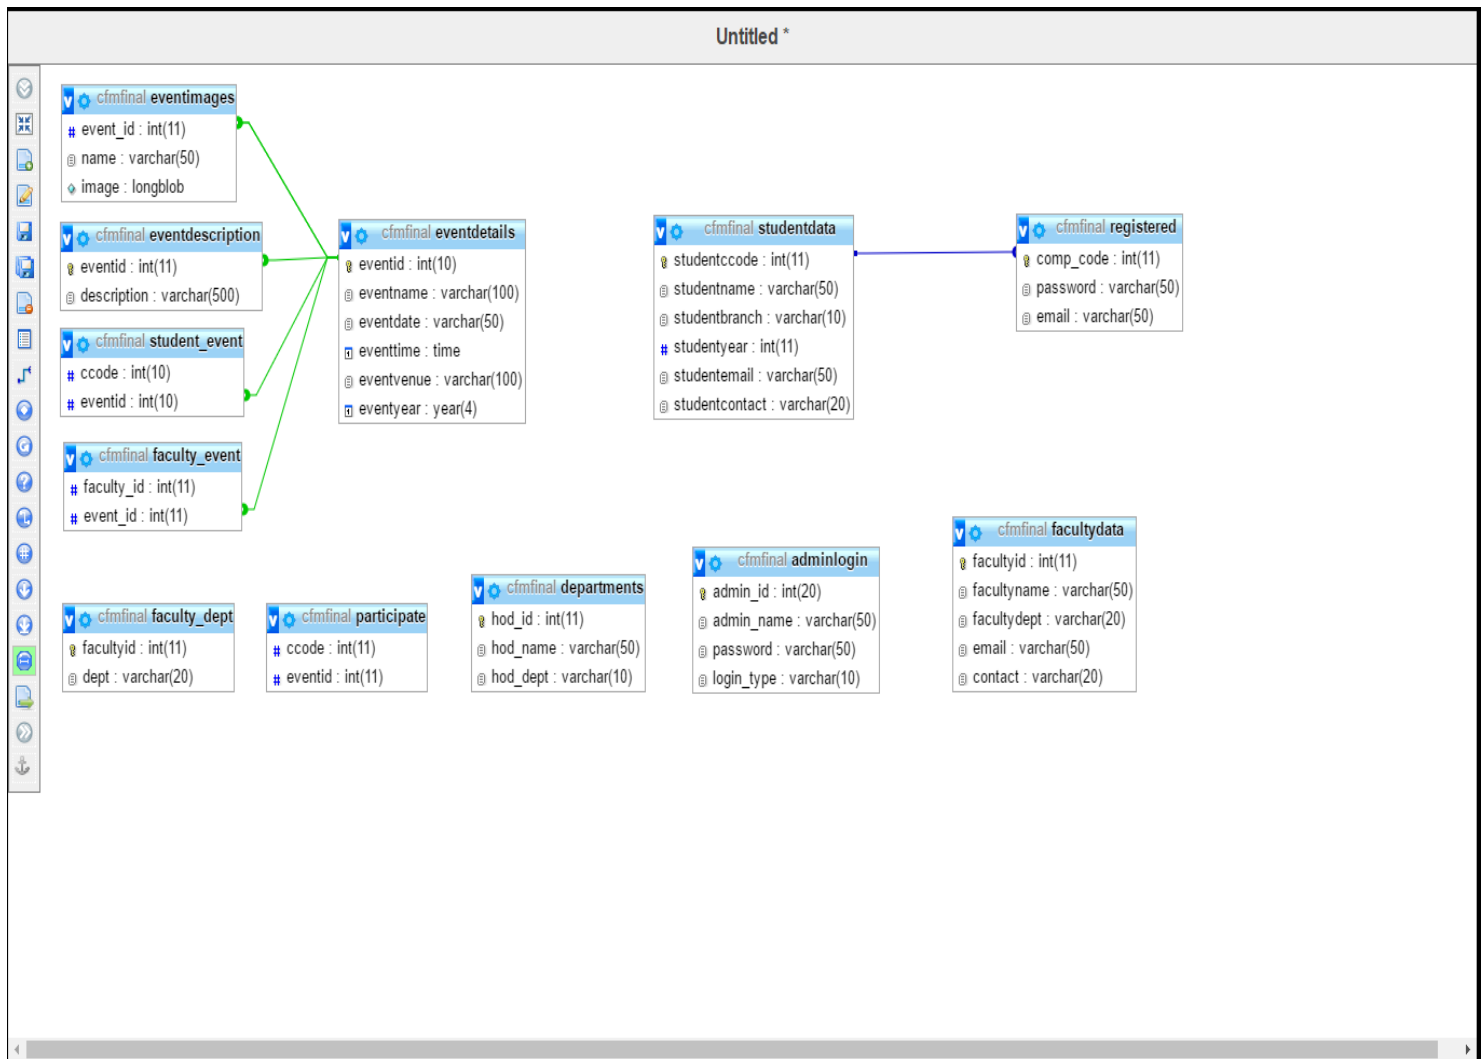 Untitled *
cfmfinal eventimages
event_id : int(11)
name : varchar(50)
image : longblob
cfmfinal eventdescription
eventid : int(11)
description : varchar(500)
cfmfinal student_event
ccode : int(10)
eventid : int(10)
cfmfinal faculty_event
faculty_id : int(11)
event_id : int(11)
cfmfinal eventdetails
eventid : int(10)
eventname : varchar(100)
eventdate : varchar(50)
eventtime : time
eventvenue : varchar(100)
eventyear : year(4)
cfmfinal studentdata
studentccode : int(11)
studentname : varchar(50)
studentbranch : varchar(10)
studentyear : int(11)
studentemail : varchar(50)
studentcontact : varchar(20)
cfmfinal registered
comp_code : int(11)
password : varchar(50)
email : varchar(50)
cfmfinal faculty_dept
facultyid : int(11)
dept : varchar(20)
cfmfinal participate
ccode : int(11)
eventid : int(11)
cfmfinal departments
hod_id : int(11)
hod_name : varchar(50)
hod_dept : varchar(10)
cfmfinal adminlogin
admin_id : int(20)
admin_name : varchar(50)
password : varchar(50)
login_type : varchar(10)
cfmfinal facultydata
facultyid : int(11)
facultyname : varchar(50)
facultydept : varchar(20)
email : varchar(50)
contact : varchar(20)